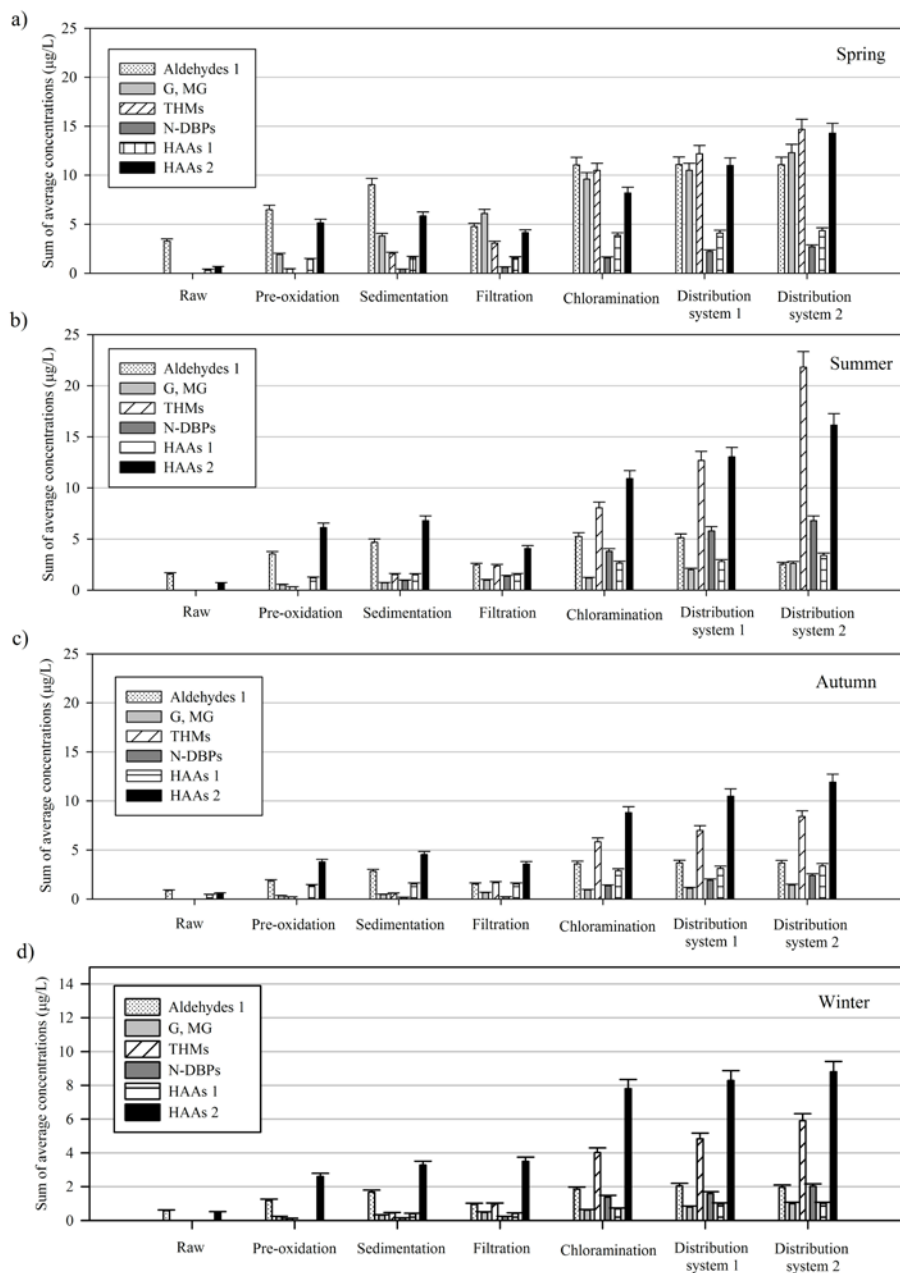 a)
Sum of average concentrations (µg/L)
25
20
15
10
5
0
Aldehydes 1
G, MG
THMs
N-DBPs
HAAs 1
HAAs 2
Spring
Raw Pre-oxidation Sedimentation Filtration Chloramination Distribution system 1 Distribution system 2
b)
Sum of average concentrations (µg/L)
25
20
15
10
5
0
Aldehydes 1
G, MG
THMs
N-DBPs
HAAs 1
HAAs 2
Summer
Raw Pre-oxidation Sedimentation Filtration Chloramination Distribution system 1 Distribution system 2
c)
Sum of average concentrations (µg/L)
25
20
15
10
5
0
Aldehydes 1
G, MG
THMs
N-DBPs
HAAs 1
HAAs 2
Autumn
Raw Pre-oxidation Sedimentation Filtration Chloramination Distribution system 1 Distribution system 2
d)
Sum of average concentrations (µg/L)
14
12
10
8
6
4
2
0
Aldehydes 1
G, MG
THMs
N-DBPs
HAAs 1
HAAs 2
Winter
Raw Pre-oxidation Sedimentation Filtration Chloramination Distribution system 1 Distribution system 2